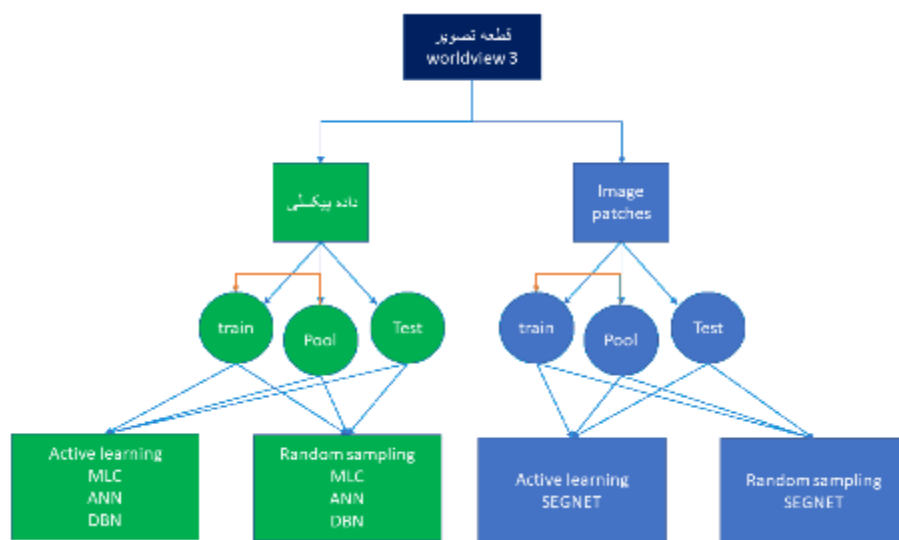 قطعه تصویر
worldview 3
داده پیکسلی
Image
patches
train
Pool
Test
train
Pool
Test
Active learning
MLC
ANN
DBN
Random sampling
MLC
ANN
DBN
Active learning
SEGNET
Random sampling
SEGNET